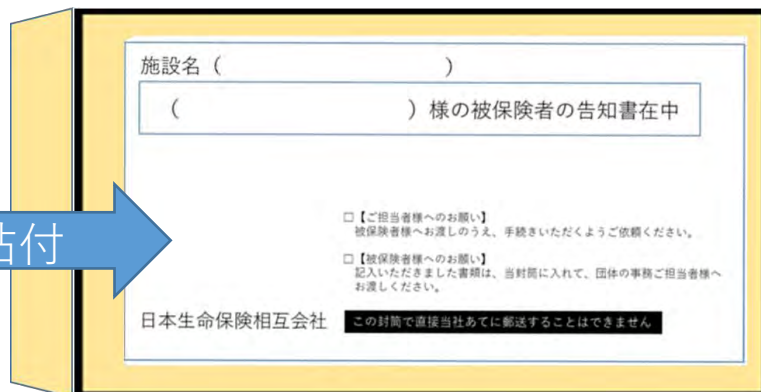 施設名（　　　　　　　　　　　）
（　　　　　　　　　　　）様の被保険者の告知書在中
貼付
□【ご担当者様へのお願い】
被保険者様へお渡しのうえ、手続きいただくようご依頼ください。
□【被保険者様へのお願い】
記入いただきました書類は、当封筒に入れて、団体の事務ご担当者様へ
お渡しください。
日本生命保険相互会社 この封筒で直接当社あてに郵送することはできません